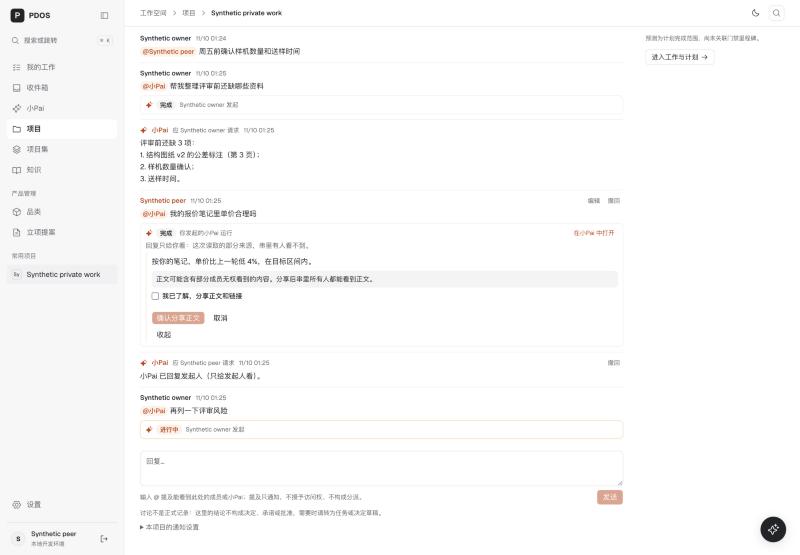 P PDOS
工作空间 > 项目 > Synthetic private work
搜索或跳转 ⌘ K
我的工作
收件箱
小Pai
项目
项目集
知识
产品管理
品类
立项提案
常用项目
Sy Synthetic private work
设置
S Synthetic peer
本地开发环境
Synthetic owner 11/10 01:24
@Synthetic peer 周五前确认样机数量和送样时间
Synthetic owner 11/10 01:25
@小Pai 帮我整理评审前还缺哪些资料
完成 Synthetic owner 发起
小Pai 应 Synthetic owner 请求 11/10 01:25
评审前还缺 3 项：
1. 结构图纸 v2 的公差标注（第 3 页）；
2. 样机数量确认；
3. 送样时间。
Synthetic peer 11/10 01:25 编辑 撤回
@小Pai 我的报价笔记里单价合理吗
完成 你发起的小Pai 运行 在小Pai 中打开
回复只给你看：这次读取的部分来源，串里有人看不到。
按你的笔记，单价比上一轮低 4%，在目标区间内。
正文可能含有部分成员无权看到的内容。分享后串里所有人都能看到正文。
我已了解，分享正文和链接
确认分享正文 取消
收起
小Pai 应 Synthetic peer 请求 11/10 01:25 撤回
小Pai 已回复发起人（只给发起人看）。
Synthetic owner 11/10 01:25
@小Pai 再列一下评审风险
进行中 Synthetic owner 发起
回复…
输入 @ 提及能看到此处的成员或小Pai；提及只通知，不授予访问权、不构成分派。
发送
讨论不是正式记录：这里的结论不构成决定、承诺或批准，需要时请转为任务或决定草稿。
本项目的通知设置
预测为计划完成范围，尚未关联门禁里程碑。
进入工作与计划 →